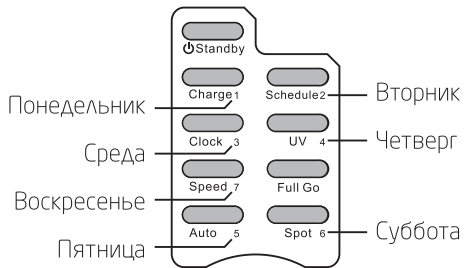 Standby
Понедельник Charge 1 Schedule 2 Вторник
Среда Clock 3 UV 4 Четверг
Воскресенье Speed 7 Full Go
Пятница Auto 5 Spot 6 Суббота